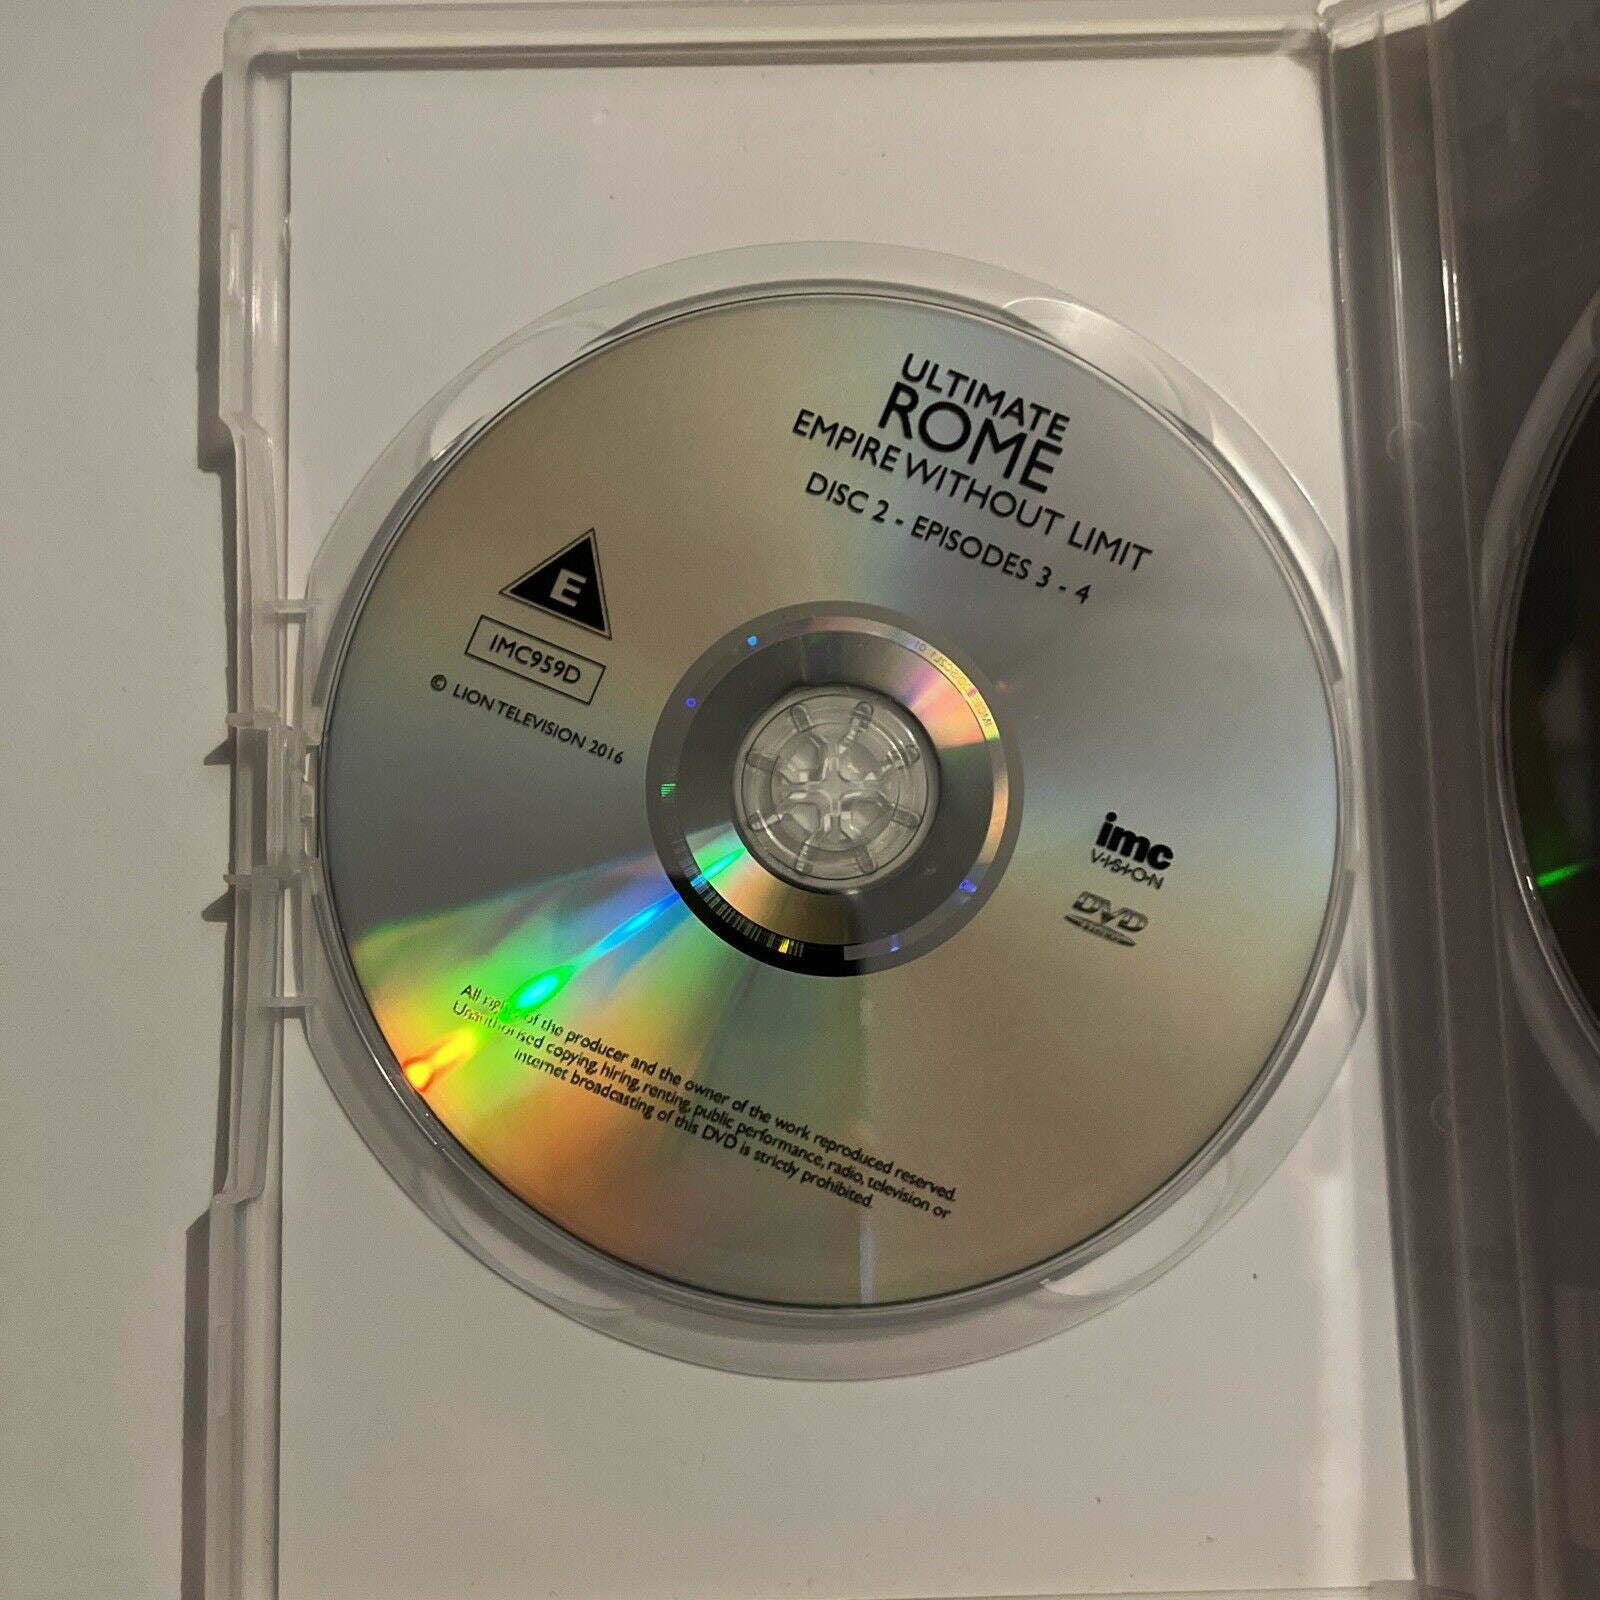 ULTIMATE
ROME
EMPIRE WITHOUT LIMIT
DISC 2 - EPISODES 3 - 4
E
IMC959D
© LION TELEVISION 2016
imc
V·I·S·I·O·N
DVD
All rights of the producer and the owner of the work reproduced reserved.
Unauthorised copying, hiring, renting, public performance, radio, television or
internet broadcasting of this DVD is strictly prohibited.